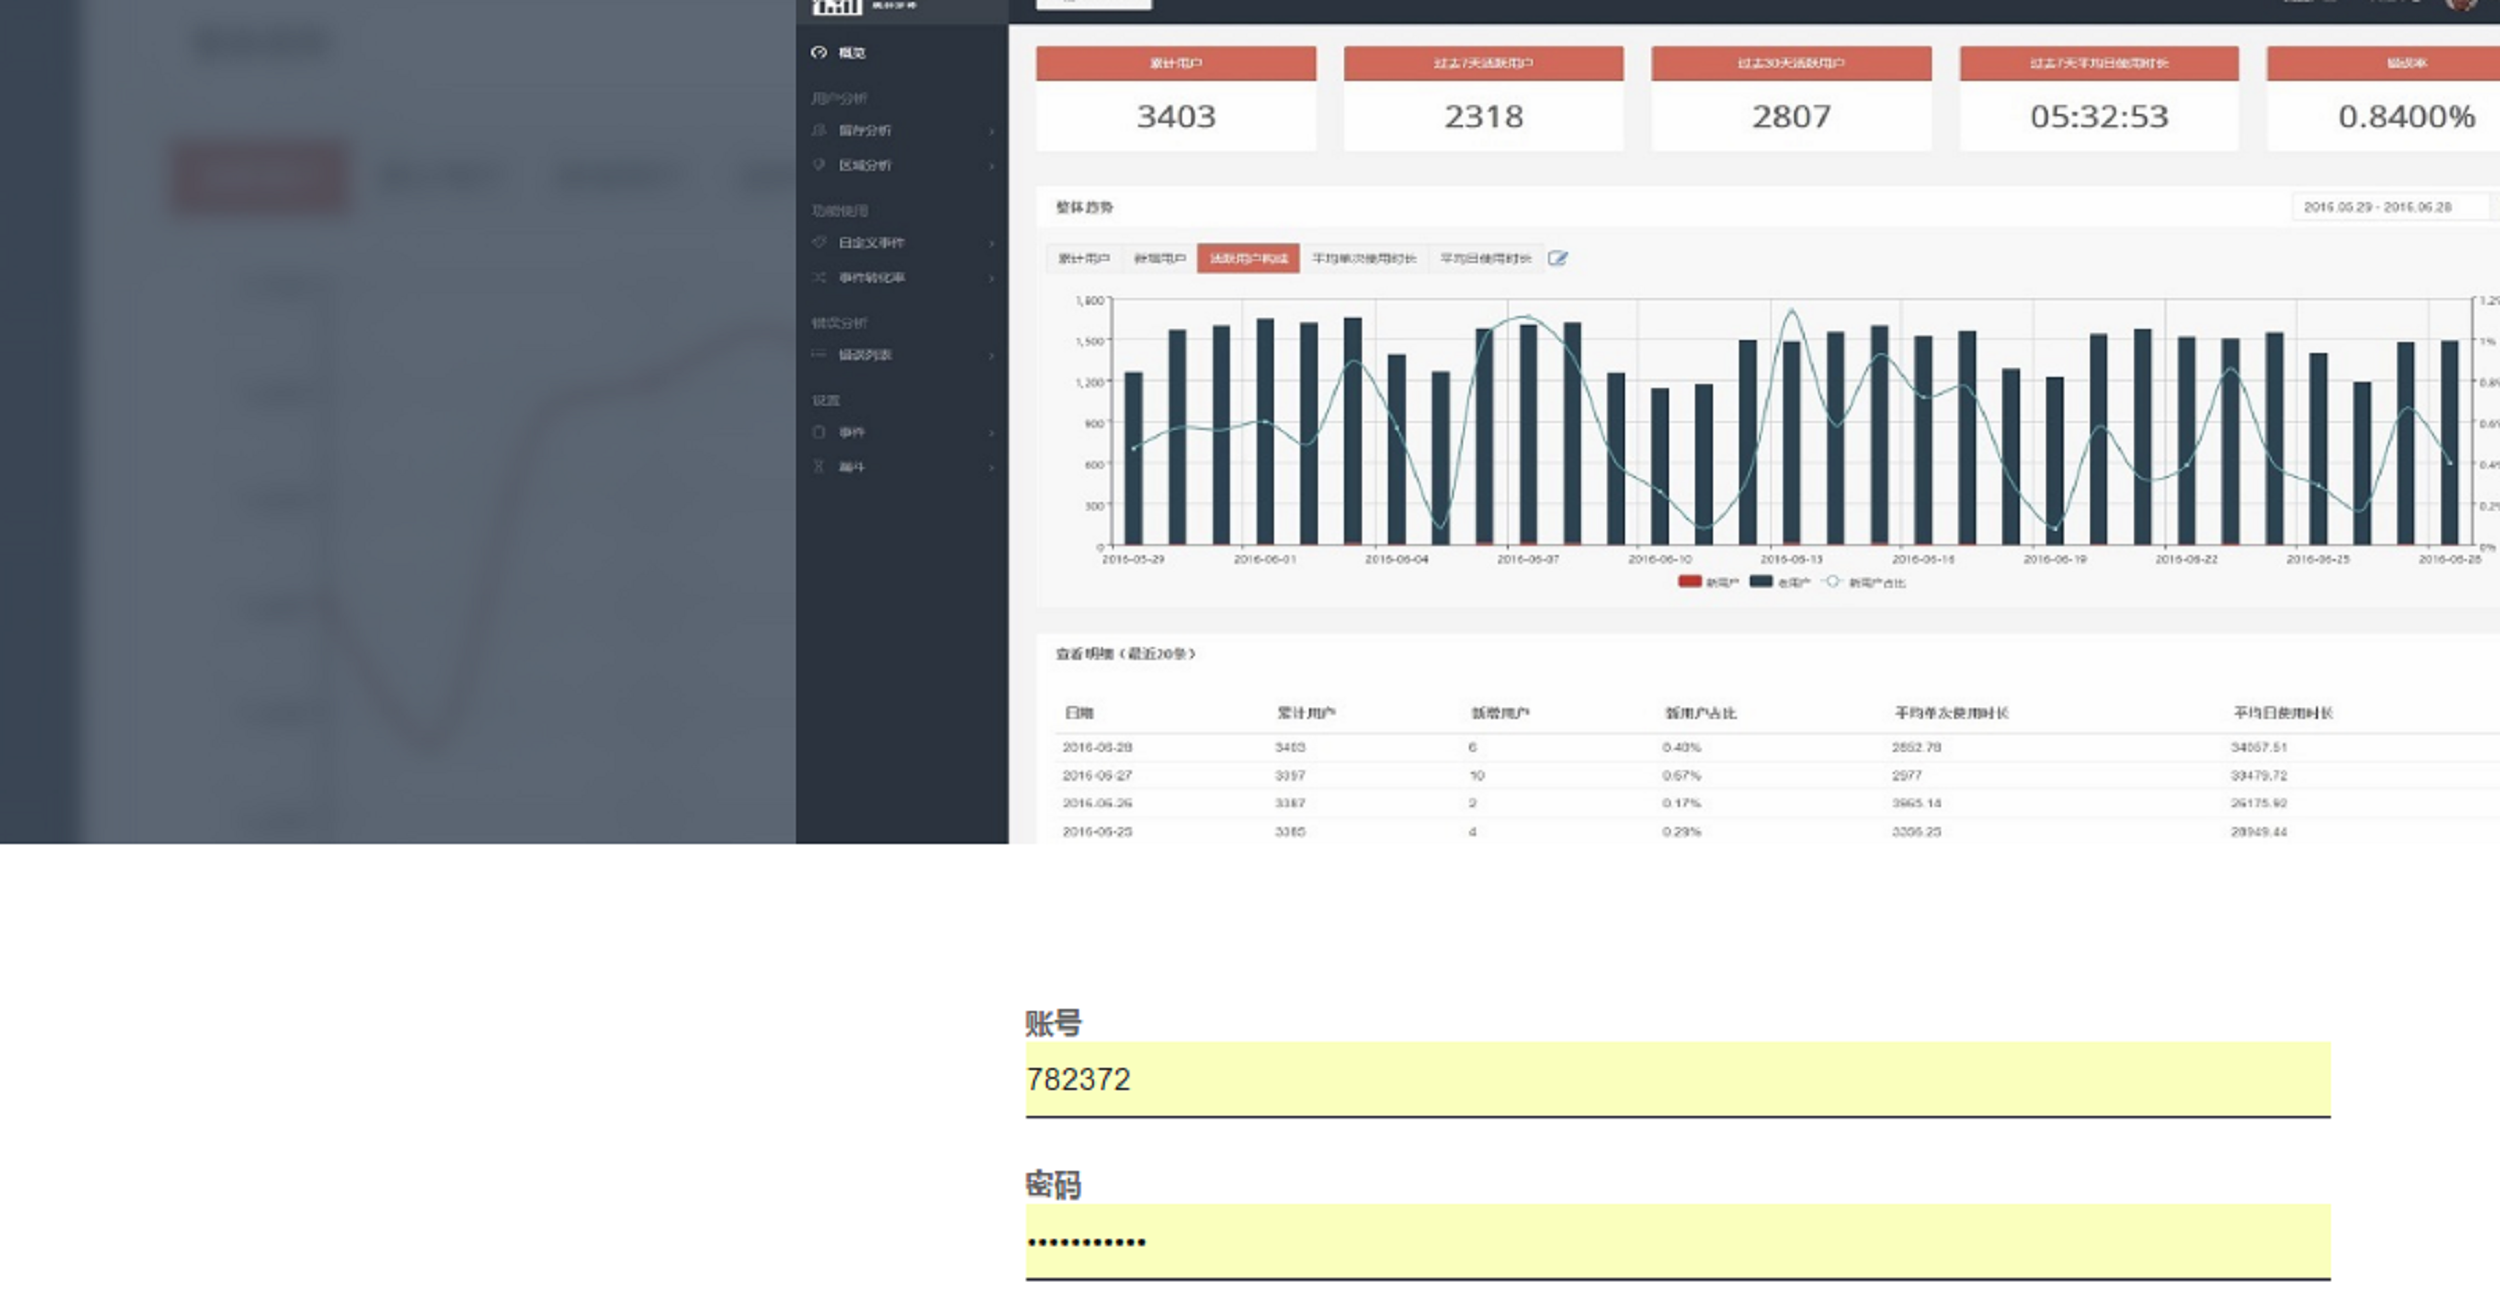 概览
累计用户
过去7天活跃用户
过去30天活跃用户
过去7天平均日使用时长
错误率
3403
2318
2807
05:32:53
0.8400%
用户分析
留存分析
区域分析
功能使用
自定义事件
事件转化率
错误分析
错误列表
设置
事件
漏斗
整体趋势
2016.05.29 - 2016.06.28
累计用户
新增用户
活跃用户构成
平均单次使用时长
平均日使用时长
1,800
1,500
1,200
900
600
300
0
1%
0%
2016-05-29
2016-06-01
2016-06-04
2016-06-07
2016-06-10
2016-06-13
2016-06-16
2016-06-19
2016-06-22
2016-06-25
2016-06-28
新用户
老用户
新用户占比
查看明细（最近20条）
日期
累计用户
新增用户
新用户占比
平均单次使用时长
平均日使用时长
2016-06-28
3403
6
0.40%
2852.78
34057.51
2016-06-27
3397
10
0.67%
2977
33479.72
2016-06-26
3387
2
0.17%
26175.92
2016-06-25
3385
4
0.29%
账号
782372
密码
•••••••••••